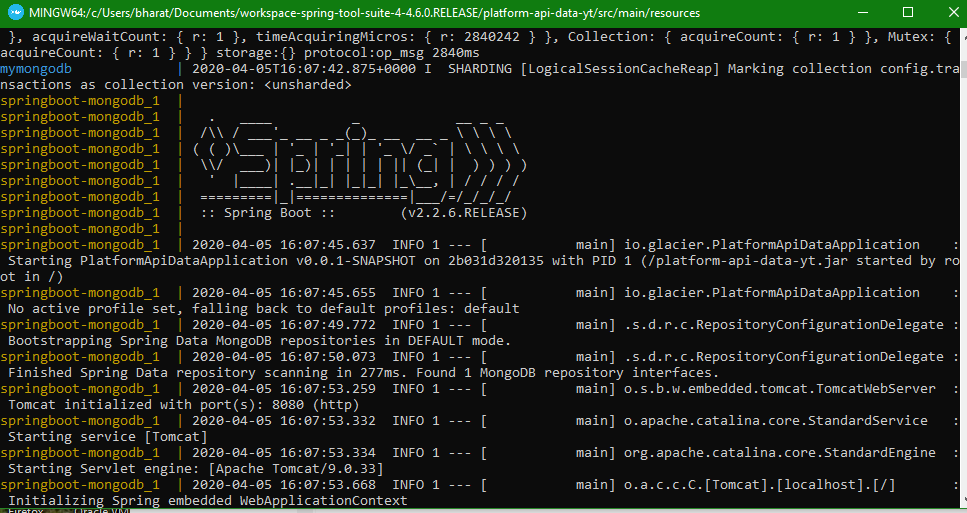 MINGW64:/c/Users/bharat/Documents/workspace-spring-tool-suite-4-4.6.0.RELEASE/platform-api-data-yt/src/main/resources
 }, acquireWaitCount: { r: 1 }, timeAcquiringMicros: { r: 2840242 } }, Collection: { acquireCount: { r: 1 } }, Mutex: {
acquireCount: { r: 1 } } } storage:{} protocol:op_msg 2840ms
mymongodb             | 2020-04-05T16:07:42.875+0000 I  SHARDING [LogicalSessionCacheReap] Marking collection config.tra
nsactions as collection version: <unsharded>
springboot-mongodb_1  |
springboot-mongodb_1  |   .   ____          _            __ _ _
springboot-mongodb_1  |  /\\ / ___'_ __ _ _(_)_ __  __ _ \ \ \ \
springboot-mongodb_1  | ( ( )\___ | '_ | '_| | '_ \/ _` | \ \ \ \
springboot-mongodb_1  |  \\/  ___)| |_)| | | | | || (_| |  ) ) ) )
springboot-mongodb_1  |   '  |____| .__|_| |_|_| |_\__, | / / / /
springboot-mongodb_1  |  =========|_|==============|___/=/_/_/_/
springboot-mongodb_1  |  :: Spring Boot ::        (v2.2.6.RELEASE)
springboot-mongodb_1  |
springboot-mongodb_1  | 2020-04-05 16:07:45.637  INFO 1 --- [           main] io.glacier.PlatformApiDataApplication    :
 Starting PlatformApiDataApplication v0.0.1-SNAPSHOT on 2b031d320135 with PID 1 (/platform-api-data-yt.jar started by ro
ot in /)
springboot-mongodb_1  | 2020-04-05 16:07:45.655  INFO 1 --- [           main] io.glacier.PlatformApiDataApplication    :
 No active profile set, falling back to default profiles: default
springboot-mongodb_1  | 2020-04-05 16:07:49.772  INFO 1 --- [           main] .s.d.r.c.RepositoryConfigurationDelegate :
 Bootstrapping Spring Data MongoDB repositories in DEFAULT mode.
springboot-mongodb_1  | 2020-04-05 16:07:50.073  INFO 1 --- [           main] .s.d.r.c.RepositoryConfigurationDelegate :
 Finished Spring Data repository scanning in 277ms. Found 1 MongoDB repository interfaces.
springboot-mongodb_1  | 2020-04-05 16:07:53.259  INFO 1 --- [           main] o.s.b.w.embedded.tomcat.TomcatWebServer  :
 Tomcat initialized with port(s): 8080 (http)
springboot-mongodb_1  | 2020-04-05 16:07:53.332  INFO 1 --- [           main] o.apache.catalina.core.StandardService   :
 Starting service [Tomcat]
springboot-mongodb_1  | 2020-04-05 16:07:53.334  INFO 1 --- [           main] org.apache.catalina.core.StandardEngine  :
 Starting Servlet engine: [Apache Tomcat/9.0.33]
springboot-mongodb_1  | 2020-04-05 16:07:53.668  INFO 1 --- [           main] o.a.c.c.C.[Tomcat].[localhost].[/]       :
 Initializing Spring embedded WebApplicationContext
Firefox Oracle VM